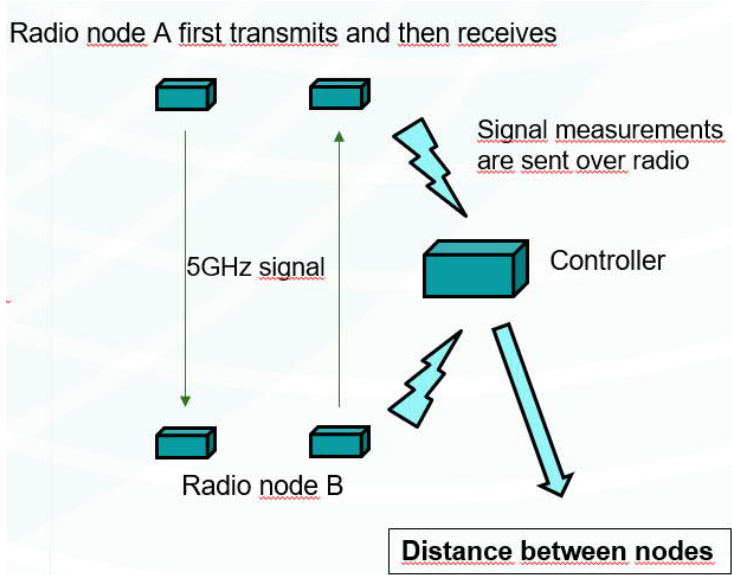 Radio node A first transmits and then receives
Signal measurements
are sent over radio
5GHz signal
Controller
Radio node B
Distance between nodes